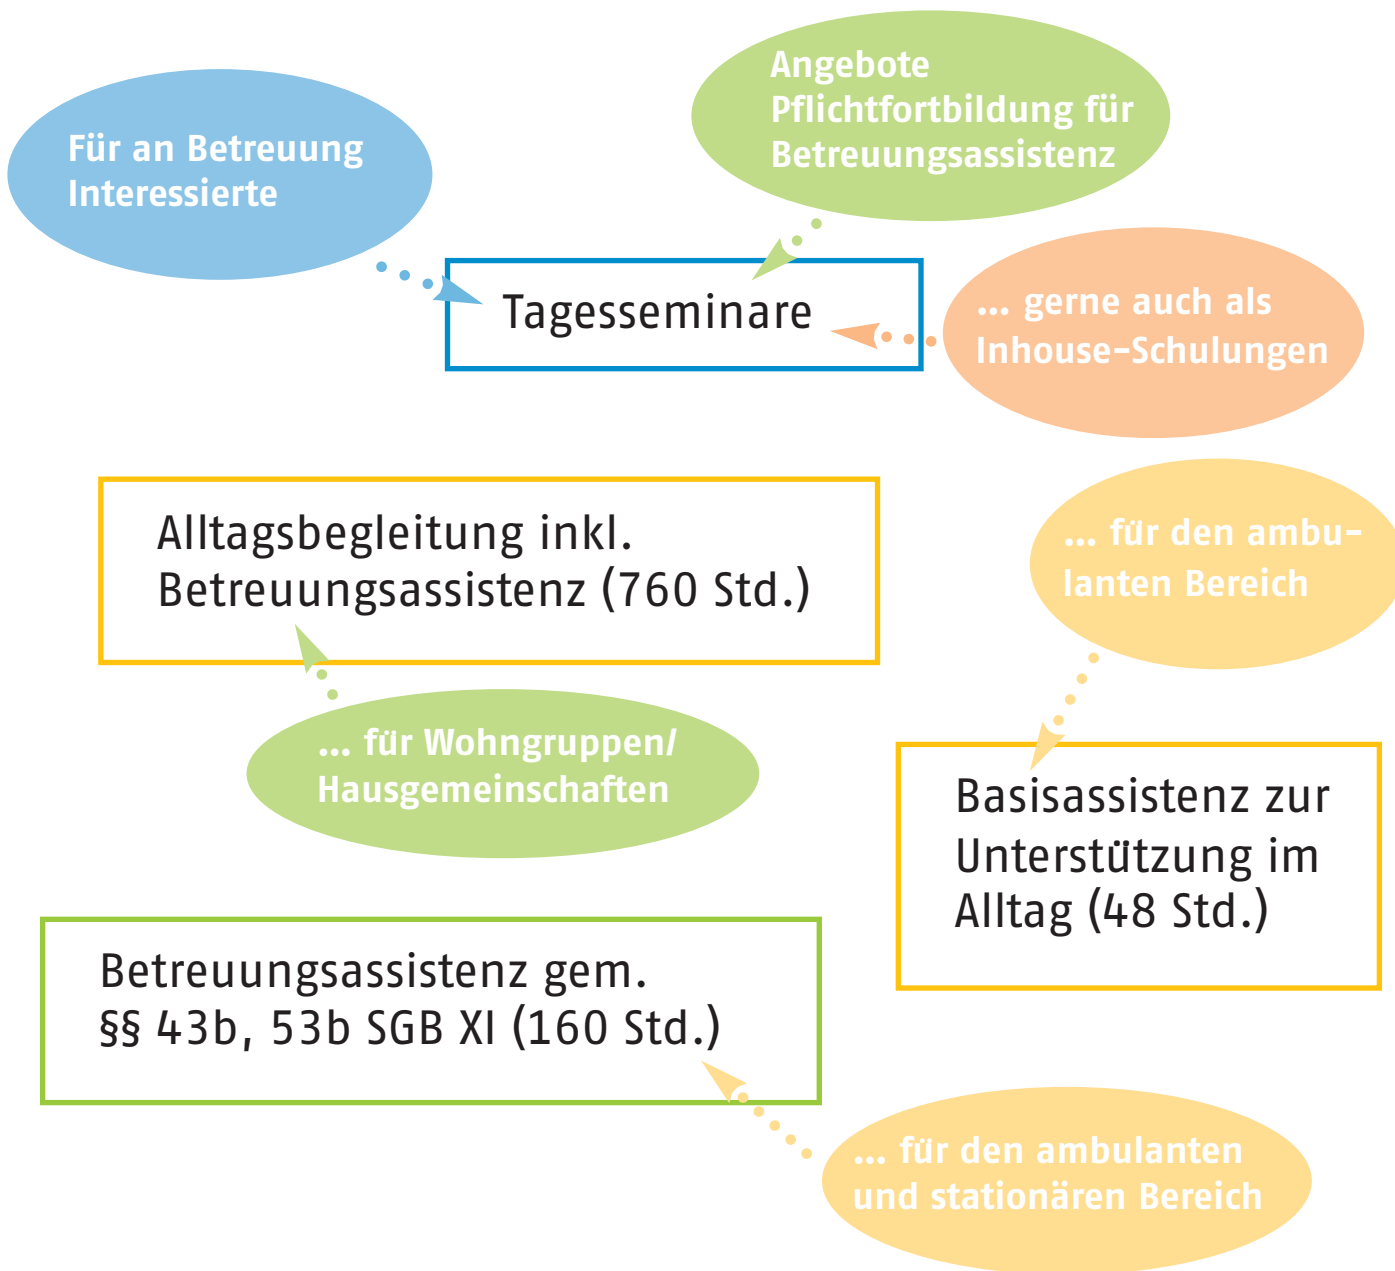 Angebote
Pflichtfortbildung für
Betreuungsassistenz
Für an Betreuung
Interessierte
Tagesseminare
... gerne auch als
Inhouse-Schulungen
Alltagsbegleitung inkl.
Betreuungsassistenz (760 Std.)
... für den ambu-
lanten Bereich
... für Wohngruppen/
Hausgemeinschaften
Basisassistenz zur
Unterstützung im
Alltag (48 Std.)
Betreuungsassistenz gem.
§§ 43b, 53b SGB XI (160 Std.)
... für den ambulanten
und stationären Bereich